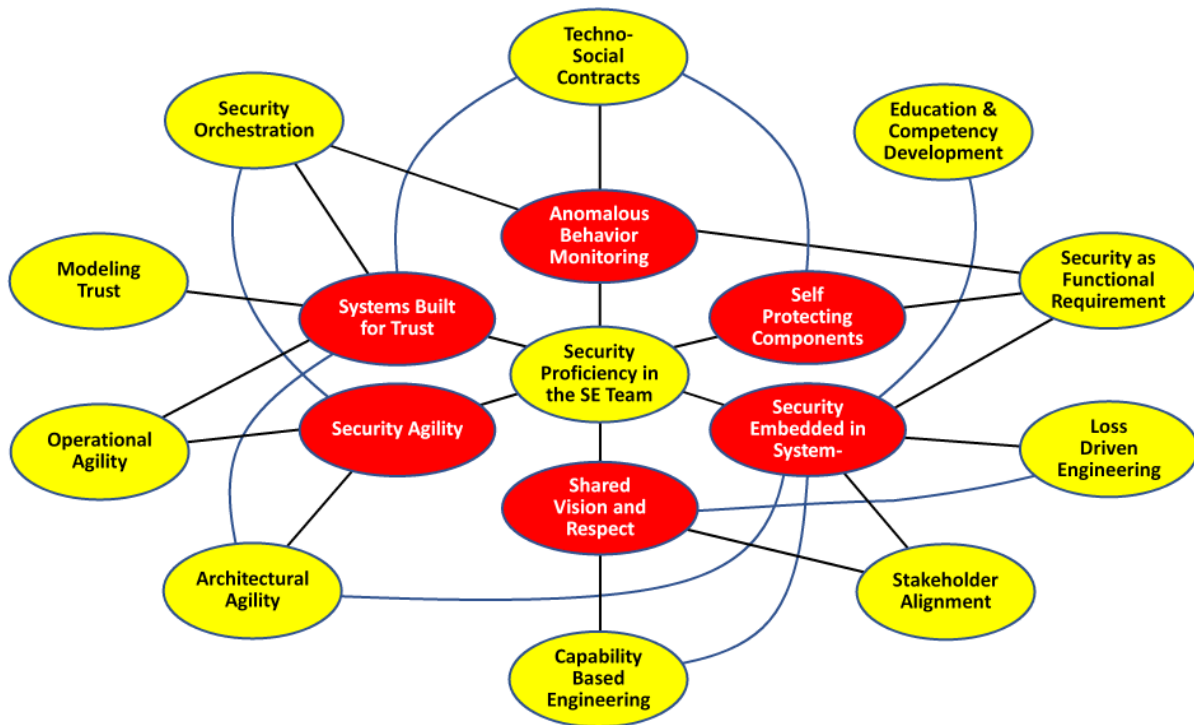 Techno-
Social
Contracts
Security
Orchestration
Education &
Competency
Development
Anomalous
Behavior
Monitoring
Modeling
Trust
Security as
Functional
Requirement
Systems Built
for Trust
Self
Protecting
Components
Security
Proficiency in
the SE Team
Operational
Agility
Security Agility
Security
Embedded in
System-
Loss
Driven
Engineering
Shared
Vision and
Respect
Architectural
Agility
Stakeholder
Alignment
Capability
Based
Engineering